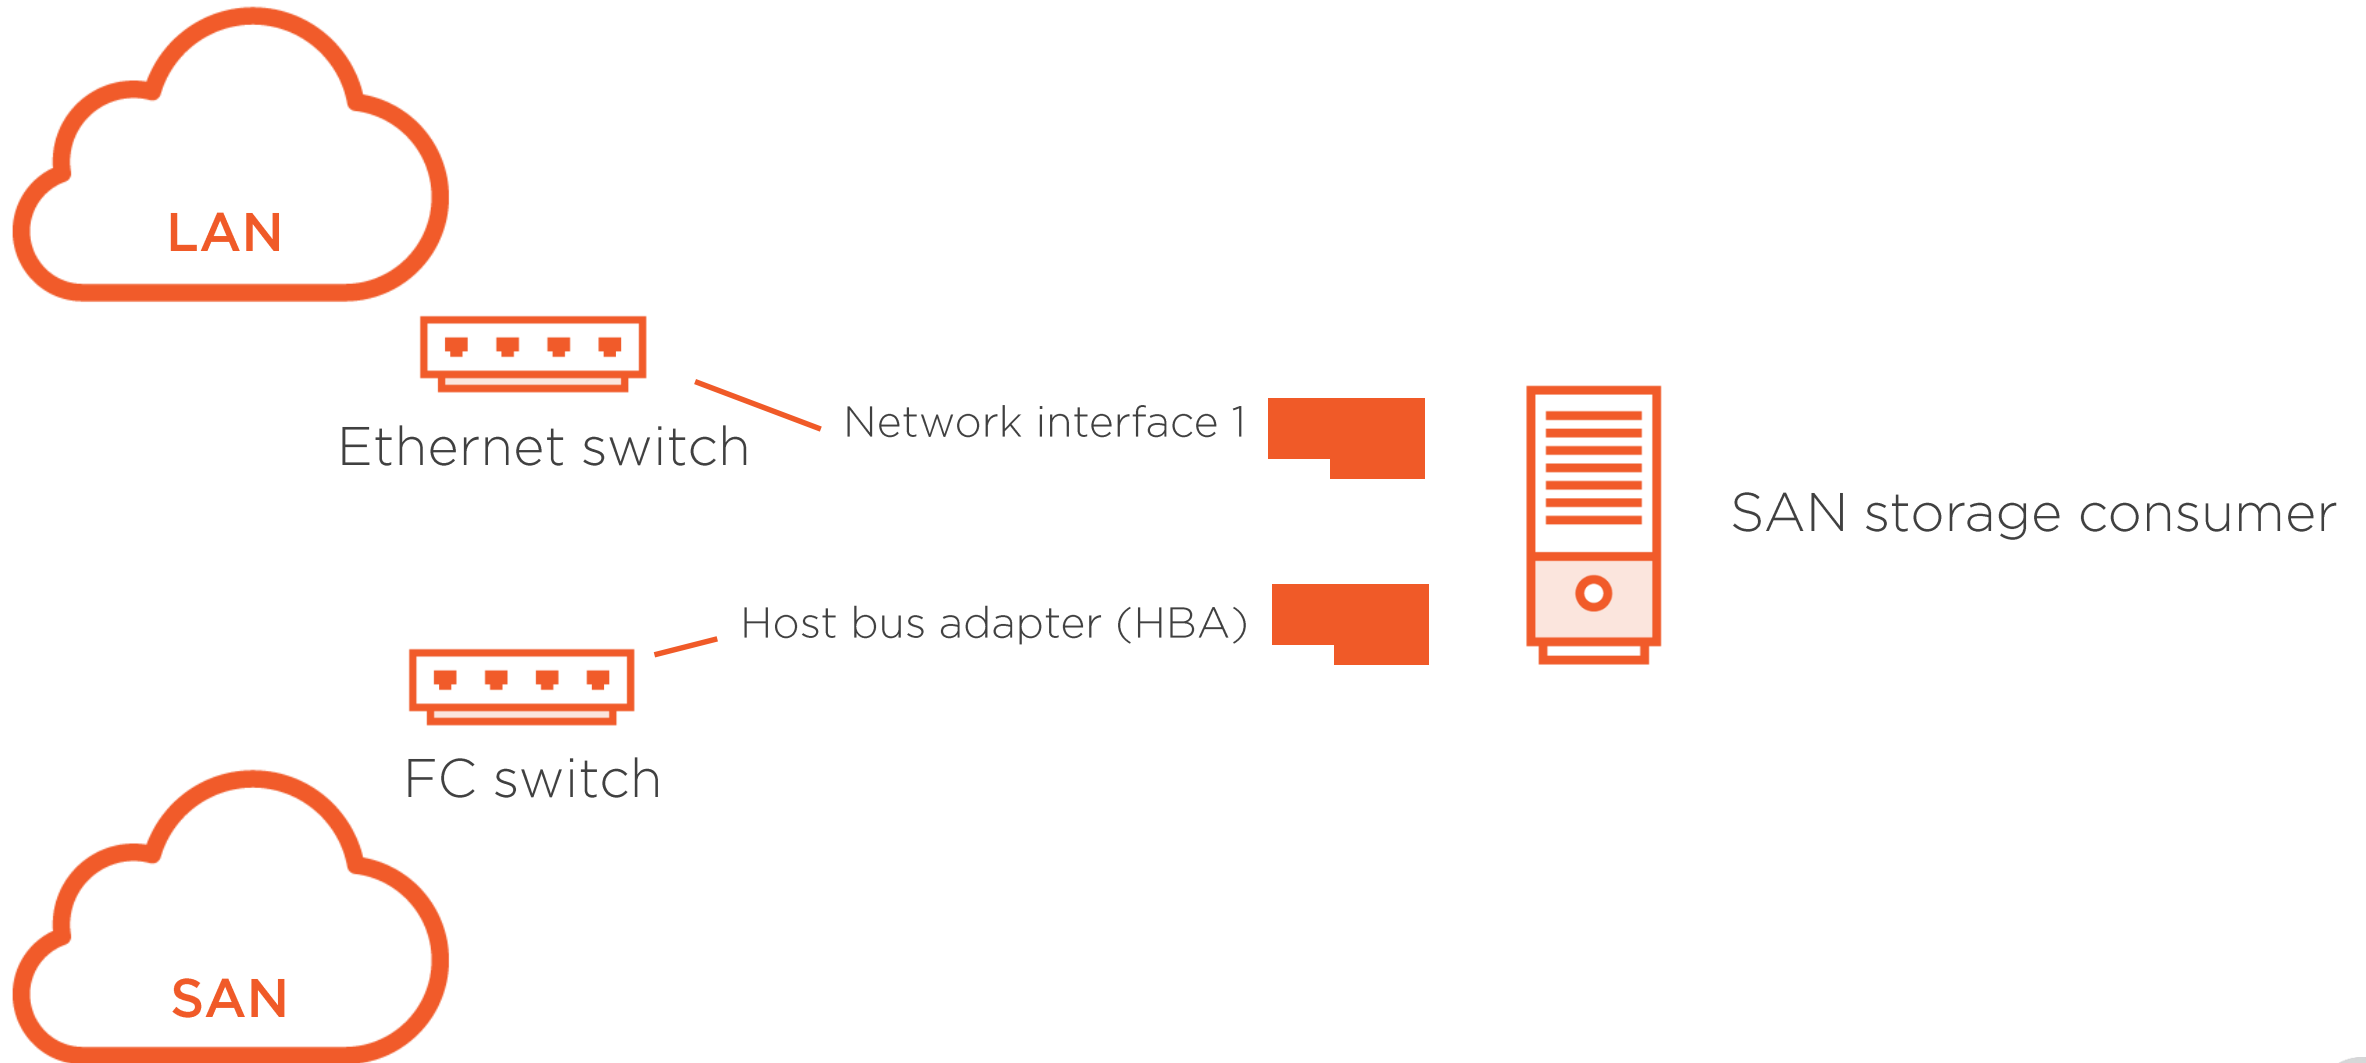 LAN
Ethernet switch
Network interface 1
SAN storage consumer
Host bus adapter (HBA)
FC switch
SAN